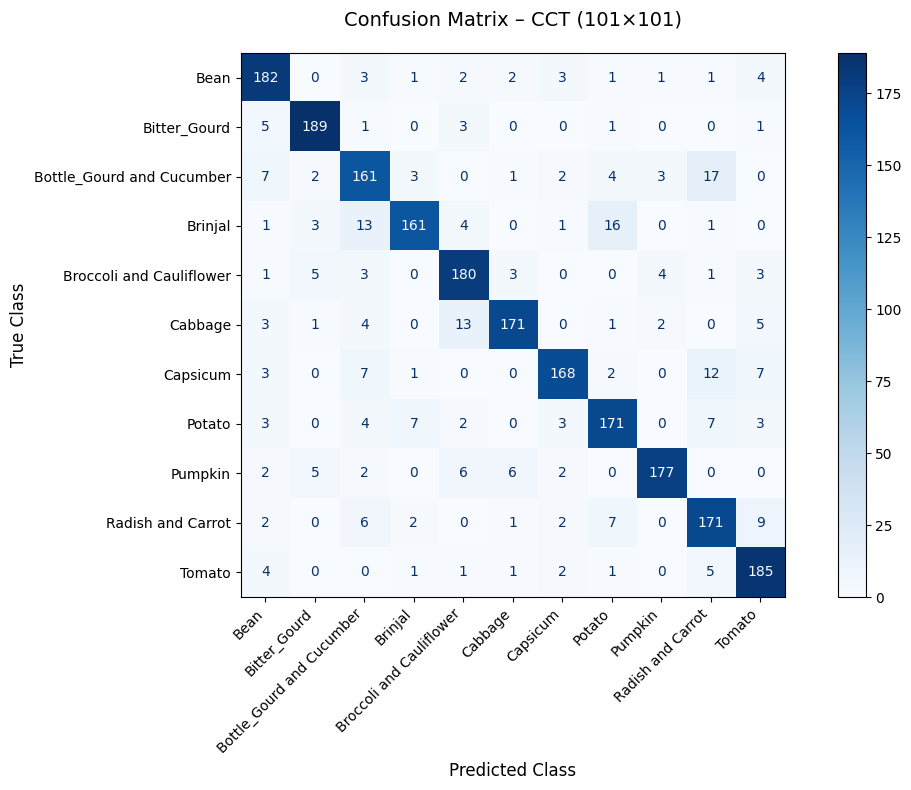 Confusion Matrix – CCT (101×101)
True Class
Bean 182 0 3 1 2 2 3 1 1 1 4
Bitter_Gourd 5 189 1 0 3 0 0 1 0 0 1
Bottle_Gourd and Cucumber 7 2 161 3 0 1 2 4 3 17 0
Brinjal 1 3 13 161 4 0 1 16 0 1 0
Broccoli and Cauliflower 1 5 3 0 180 3 0 0 4 1 3
Cabbage 3 1 4 0 13 171 0 1 2 0 5
Capsicum 3 0 7 1 0 0 168 2 0 12 7
Potato 3 0 4 7 2 0 3 171 0 7 3
Pumpkin 2 5 2 0 6 6 2 0 177 0 0
Radish and Carrot 2 0 6 2 0 1 2 7 0 171 9
Tomato 4 0 0 1 1 1 2 1 0 5 185
Bean
Bitter_Gourd
Bottle_Gourd and Cucumber
Brinjal
Broccoli and Cauliflower
Cabbage
Capsicum
Potato
Pumpkin
Radish and Carrot
Tomato
Predicted Class
175
150
125
100
75
50
25
0